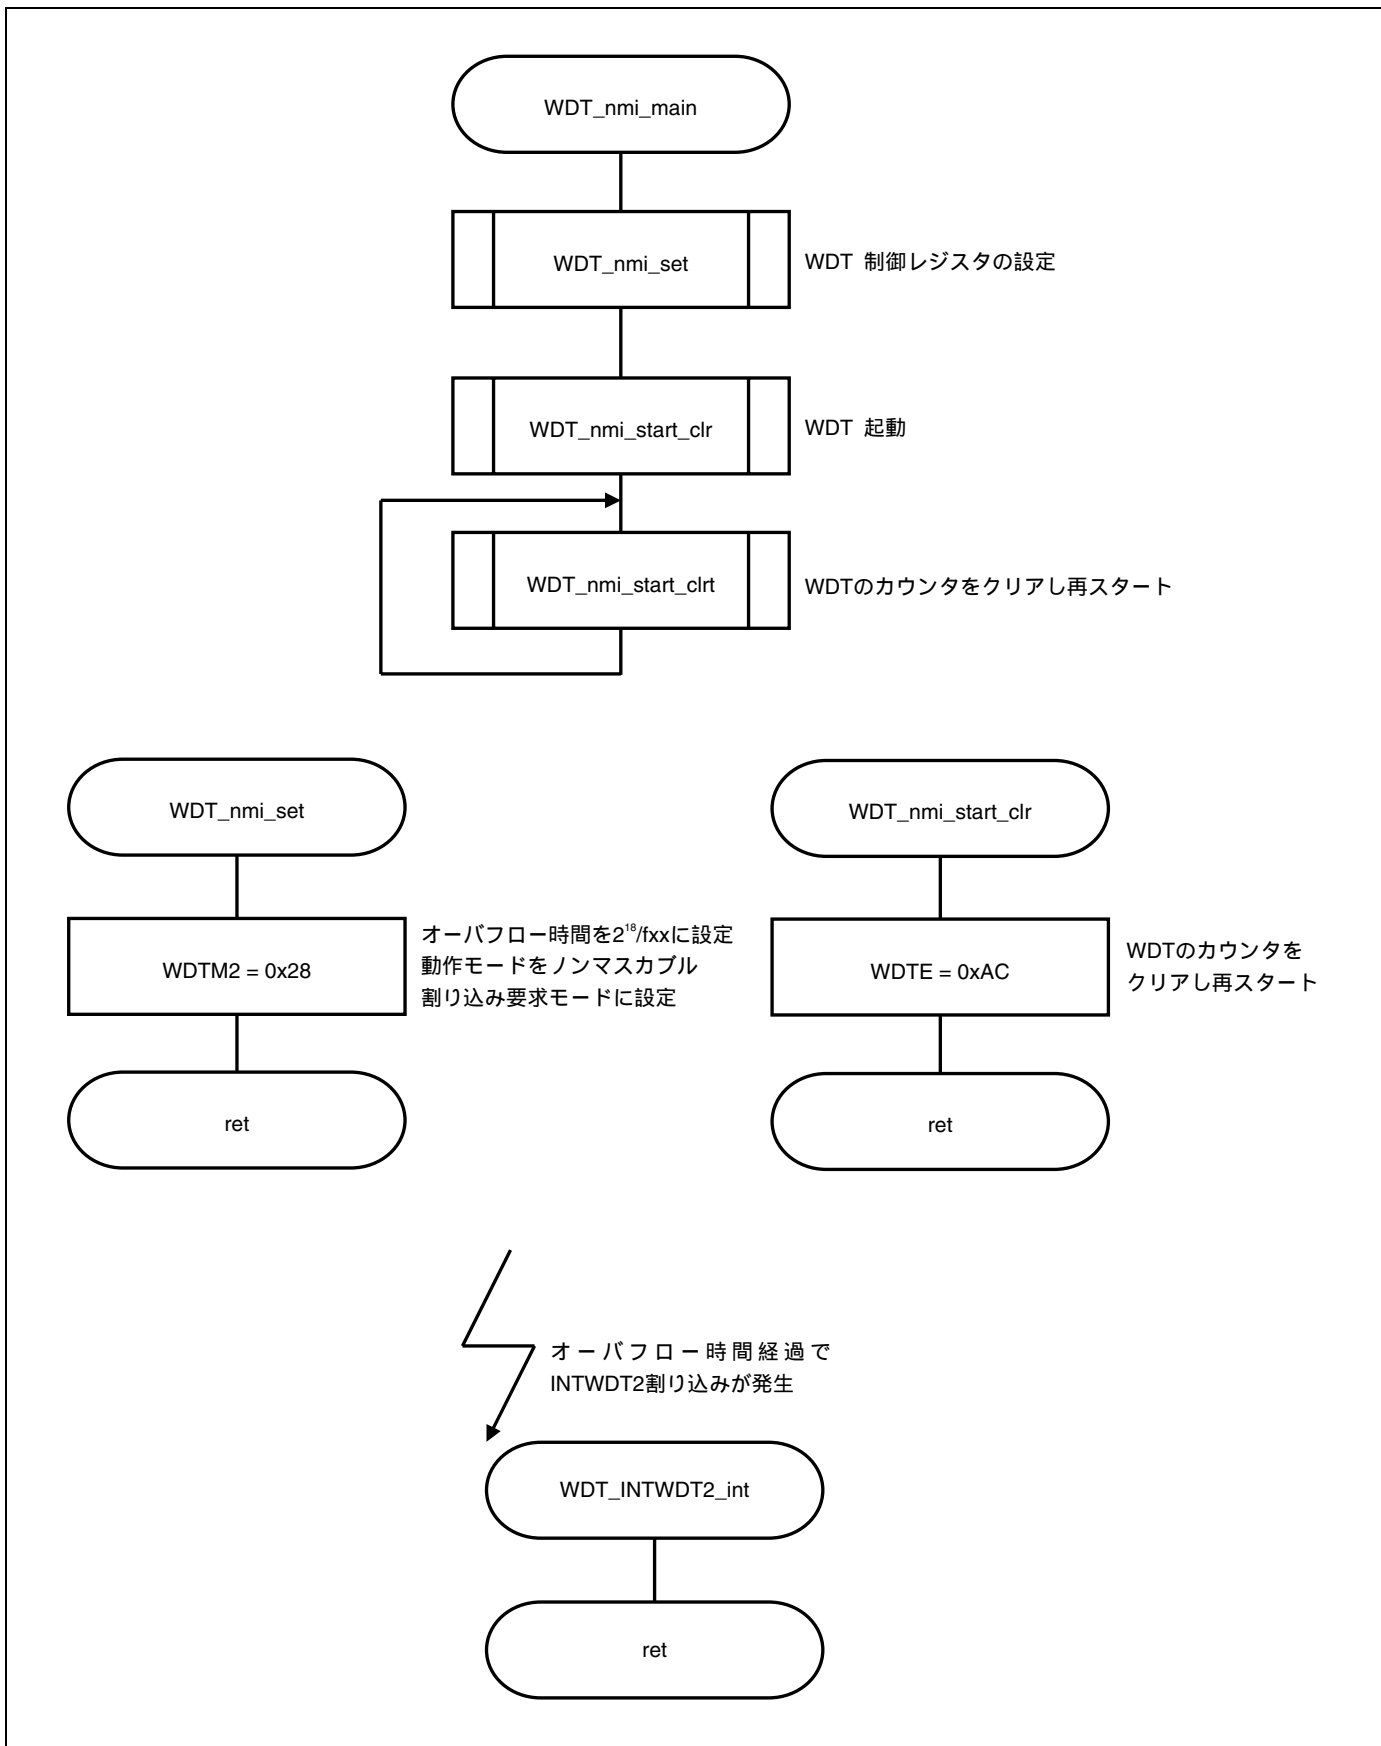 WDT_nmi_main
WDT_nmi_set
WDT 制御レジスタの設定
WDT_nmi_start_clr
WDT 起動
WDT_nmi_start_clrt
WDTのカウンタをクリアし再スタート
WDT_nmi_set
WDTM2 = 0x28
オーバフロー時間を2¹⁸/fxxに設定
動作モードをノンマスカブル
割り込み要求モードに設定
ret
WDT_nmi_start_clr
WDTE = 0xAC
WDTのカウンタを
クリアし再スタート
ret
オーバフロー時間経過で
INTWDT2割り込みが発生
WDT_INTWDT2_int
ret